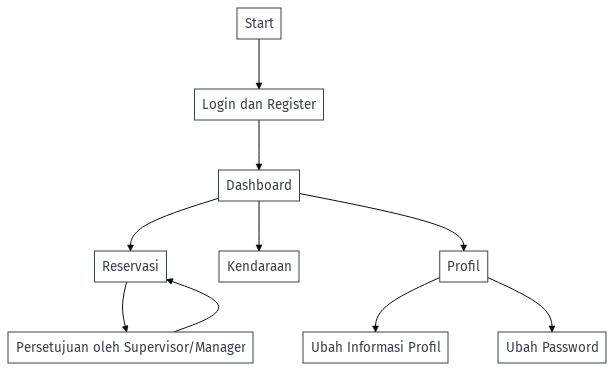 Start
Login dan Register
Dashboard
Reservasi
Kendaraan
Profil
Persetujuan oleh Supervisor/Manager
Ubah Informasi Profil
Ubah Password